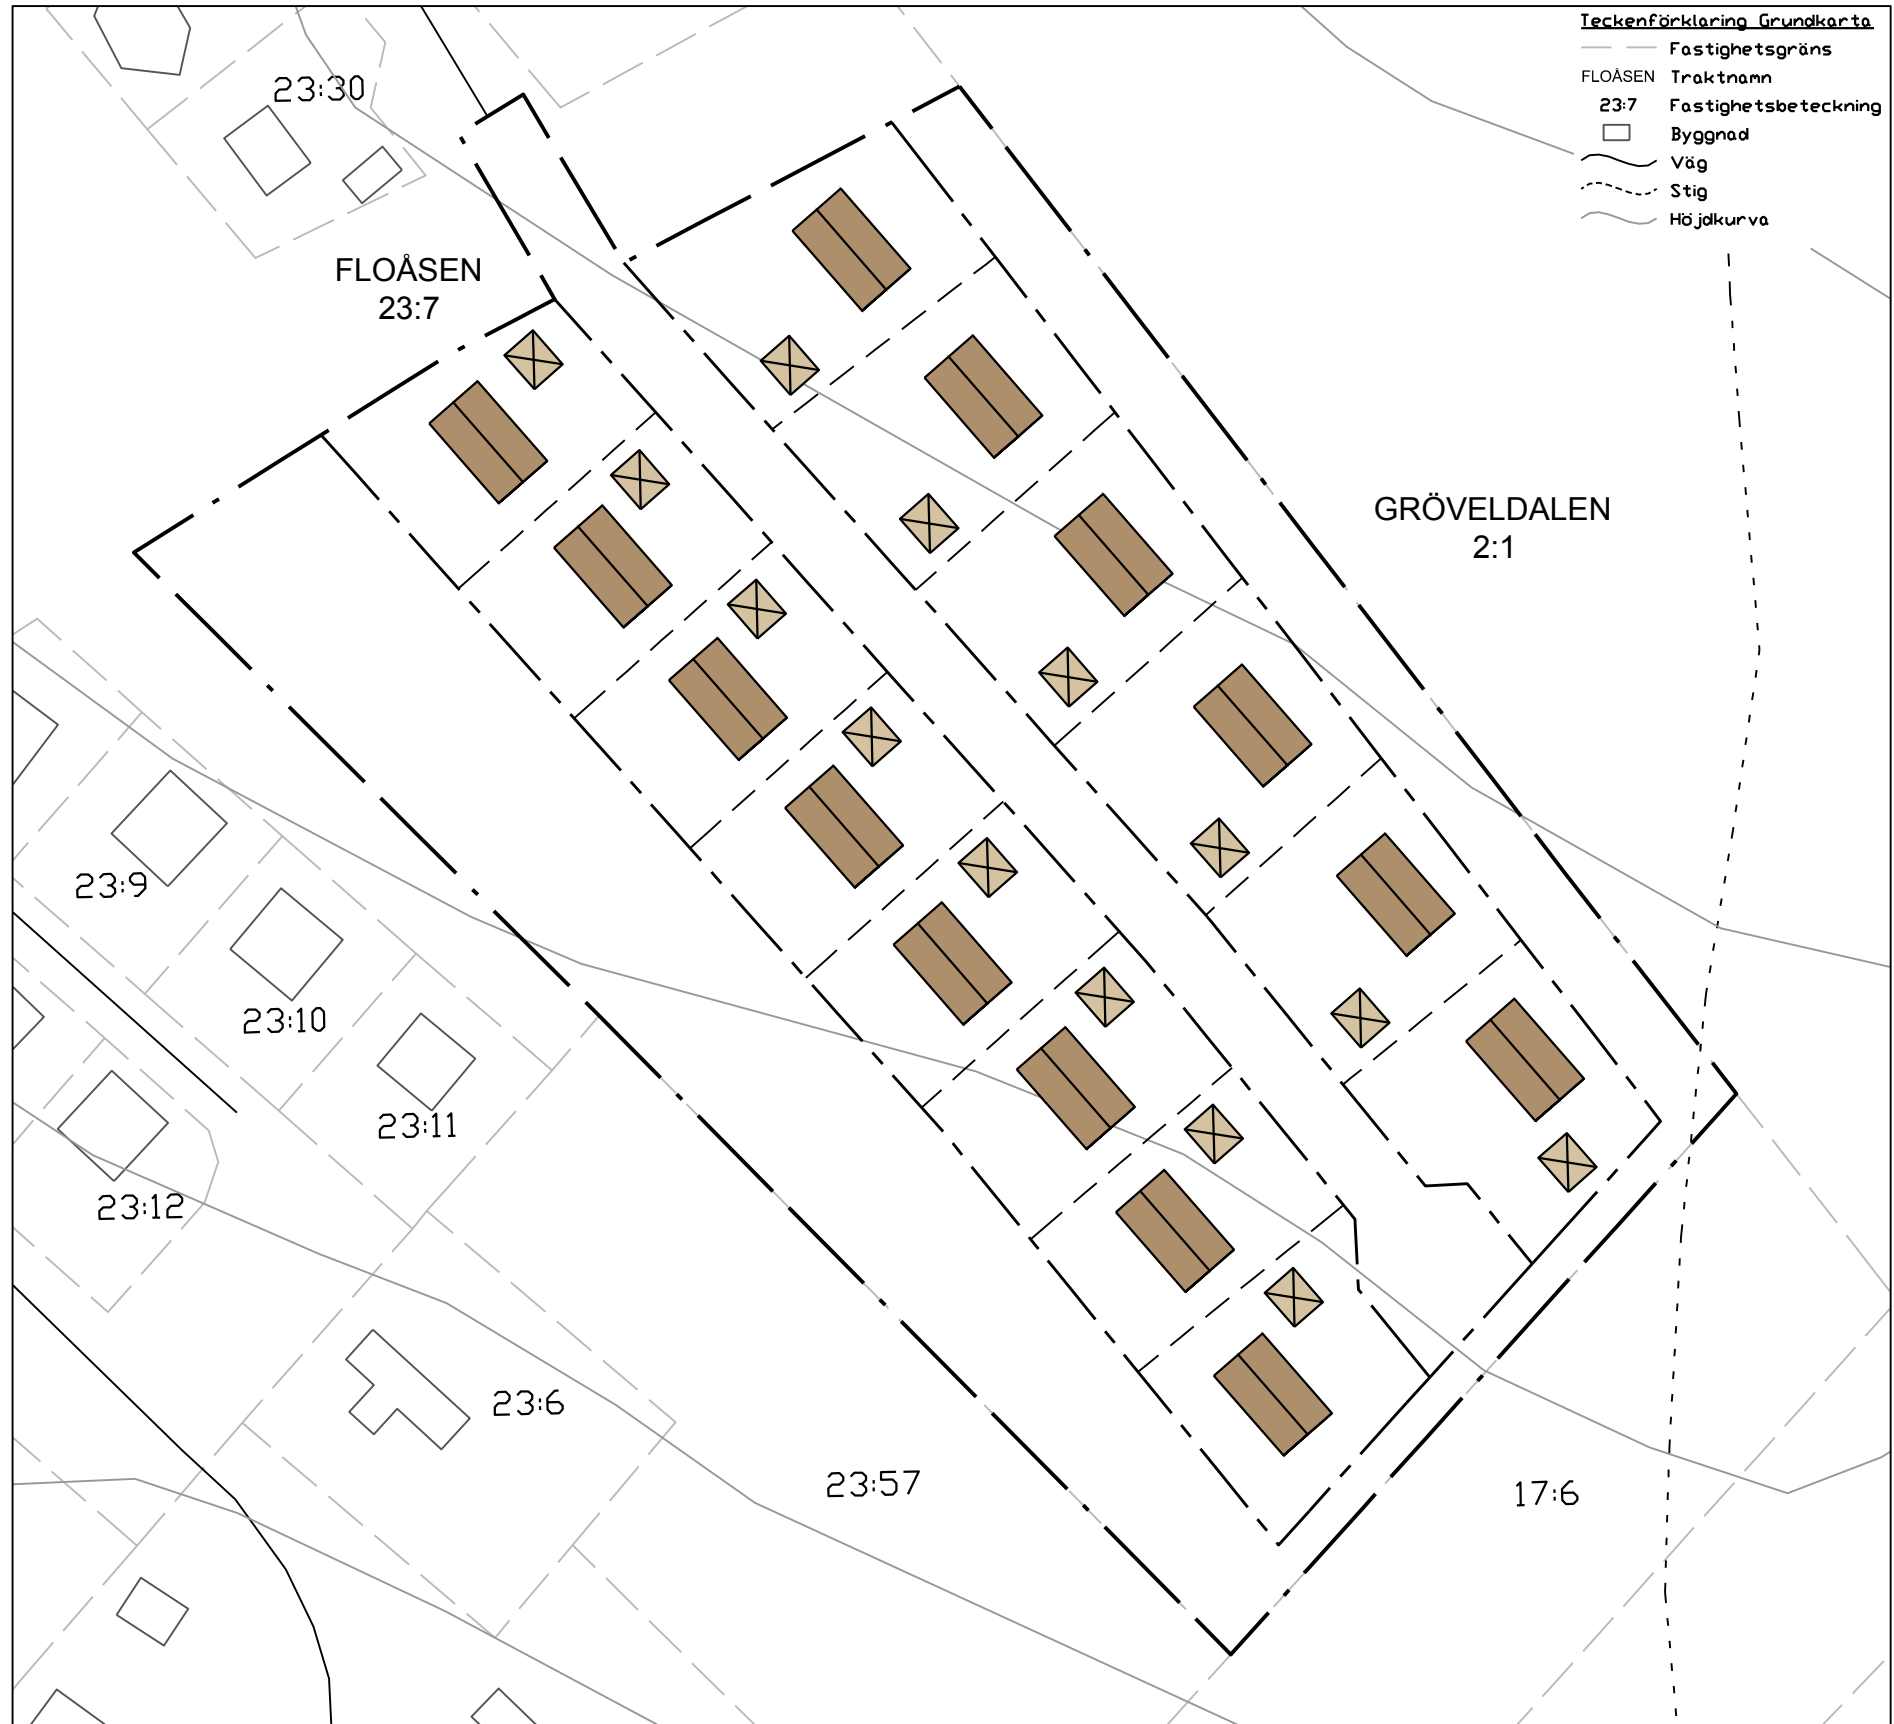 Teckenförklaring Grundkarta
Fastighetsgräns
FLOÅSEN Traktnamn
23:7 Fastighetsbeteckning
Byggnad
Väg
Stig
Höjdkurva
23:30
FLOÅSEN
23:7
GRÖVELDALEN
2:1
23:9
23:10
23:11
23:12
23:6
23:57
17:6